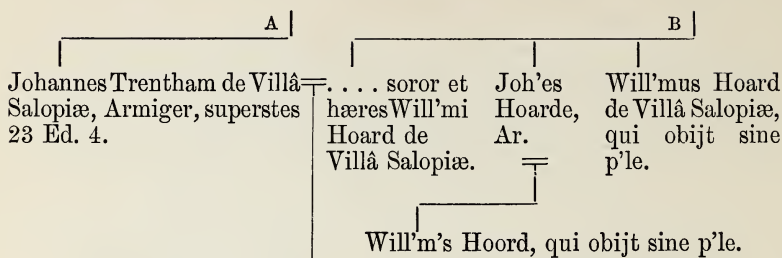 A B
Johannes Trentham de Villâ
Salopiæ, Armiger, superstes
23 Ed. 4.
. . . . soror et
hæres Will'mi
Hoard de
Villâ Salopiæ.
Joh'es
Hoarde,
Ar.
Will'mus Hoard
de Villâ Salopiæ,
qui obijt sine
p'le.
Will'm's Hoord, qui obijt sine p'le.